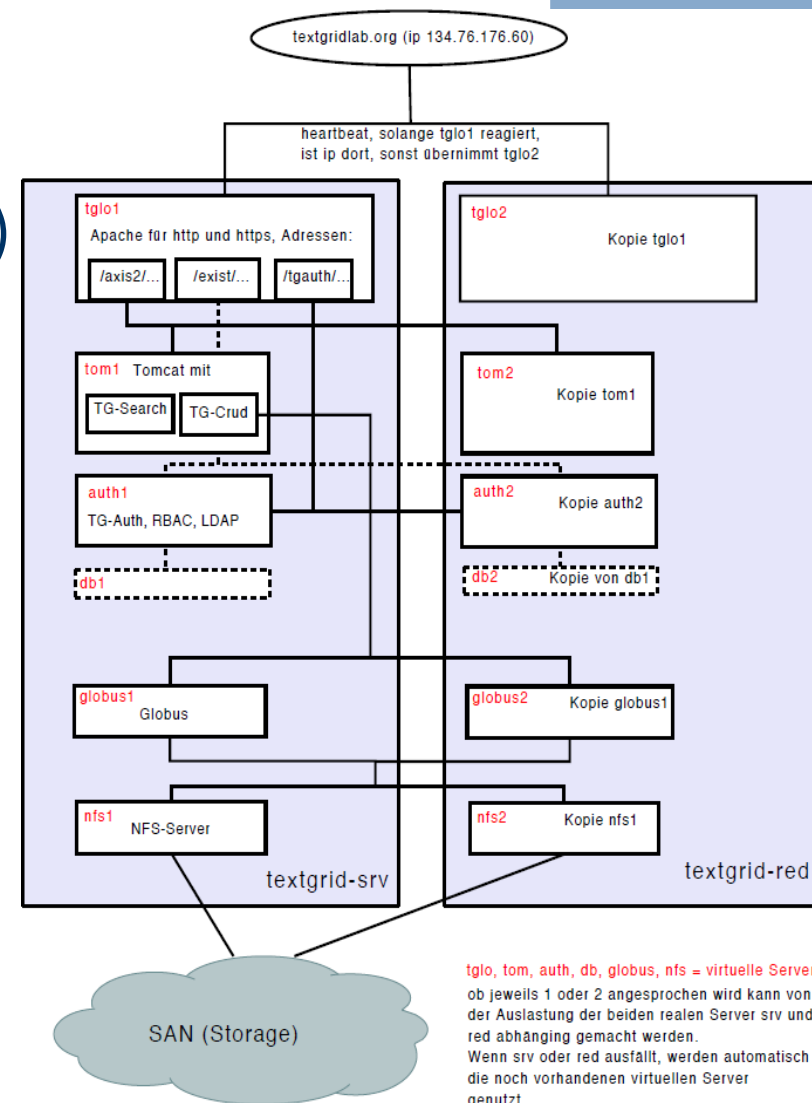 textgridlab.org (ip 134.76.176.60)
heartbeat, solange tglo1 reagiert,
ist ip dort, sonst übernimmt tglo2
tglo1
Apache für http und https, Adressen:
/axis2/...
/exist/...
/tgauth/...
tglo2
Kopie tglo1
tom1 Tomcat mit
TG-Search
TG-Crud
tom2
Kopie tom1
auth1
TG-Auth, RBAC, LDAP
auth2
Kopie auth2
db1
db2 Kopie von db1
globus1
Globus
globus2
Kopie globus1
nfs1
NFS-Server
nfs2
Kopie nfs1
textgrid-srv
textgrid-red
SAN (Storage)
tglo, tom, auth, db, globus, nfs = virtuelle Server
ob jeweils 1 oder 2 angesprochen wird kann von
der Auslastung der beiden realen Server srv und
red abhänging gemacht werden.
Wenn srv oder red ausfällt, werden automatisch
die noch vorhandenen virtuellen Server
genutzt